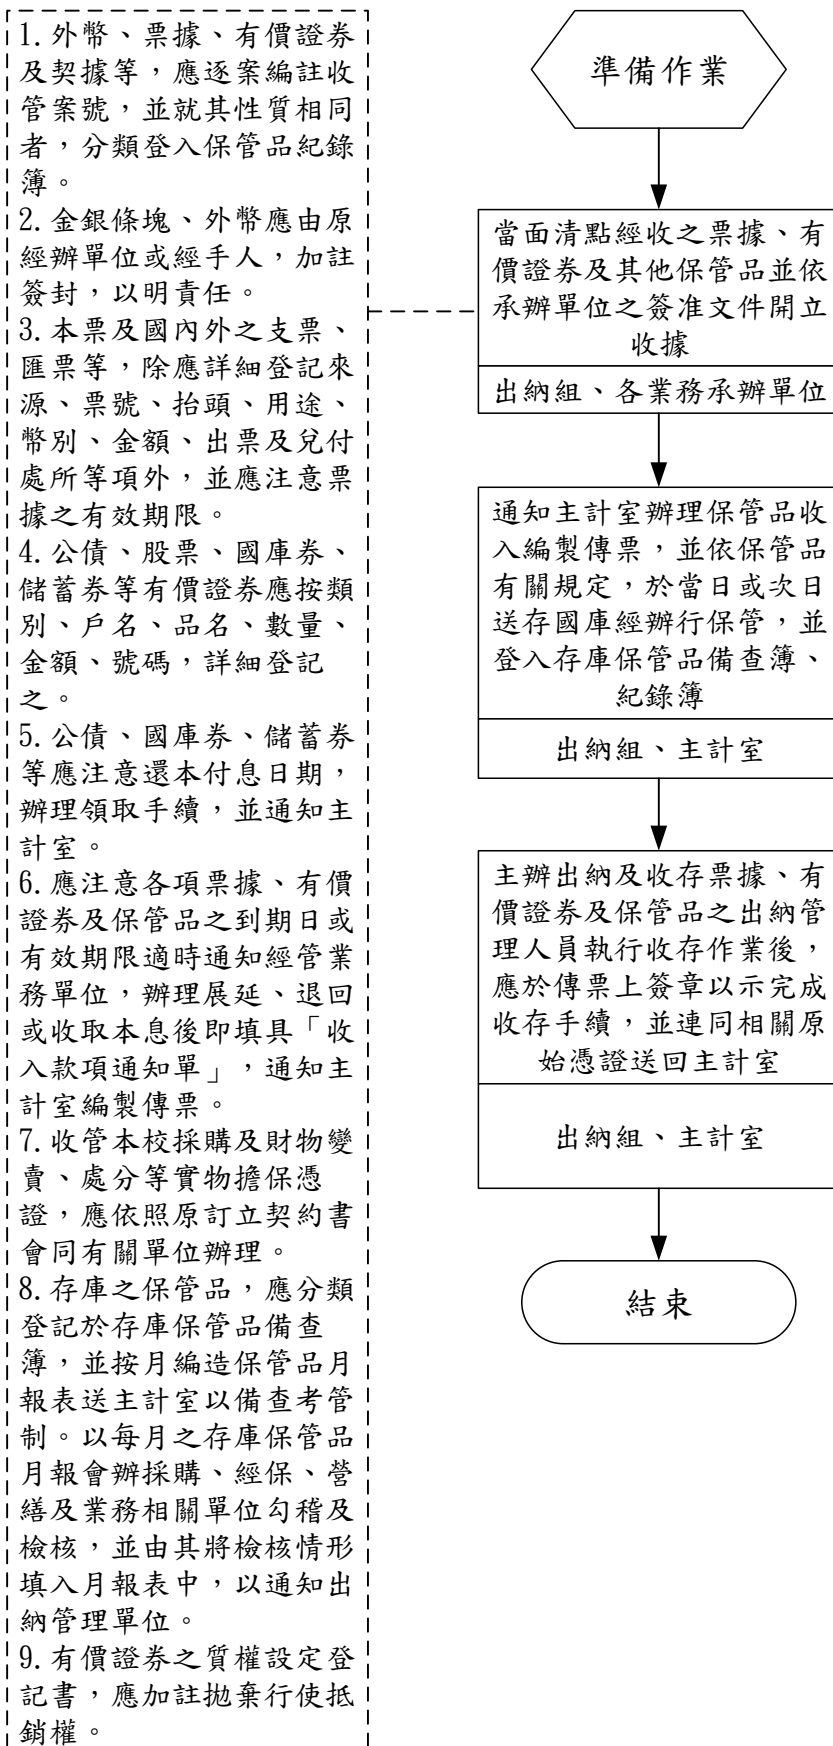 1.外幣、票據、有價證券
及契據等，應逐案編註收
管案號，並就其性質相同
者，分類登入保管品紀錄
簿。
2.金銀條塊、外幣應由原
經辦單位或經手人，加註
簽封，以明責任。
3.本票及國內外之支票、
匯票等，除應詳細登記來
源、票號、抬頭、用途、
幣別、金額、出票及兌付
處所等項外，並應注意票
據之有效期限。
4.公債、股票、國庫券、
儲蓄券等有價證券應按類
別、戶名、品名、數量、
金額、號碼，詳細登記
之。
5.公債、國庫券、儲蓄券
等應注意還本付息日期，
辦理領取手續，並通知主
計室。
6.應注意各項票據、有價
證券及保管品之到期日或
有效期限適時通知經管業
務單位，辦理展延、退回
或收取本息後即填具「收
入款項通知單」，通知主
計室編製傳票。
7.收管本校採購及財物變
賣、處分等實物擔保憑
證，應依照原訂立契約書
會同有關單位辦理。
8.存庫之保管品，應分類
登記於存庫保管品備查
簿，並按月編造保管品月
報表送主計室以備查考管
制。以每月之存庫保管品
月報會辦採購、經保、營
繕及業務相關單位勾稽及
檢核，並由其將檢核情形
填入月報表中，以通知出
納管理單位。
9.有價證券之質權設定登
記書，應加註拋棄行使抵
銷權。
準備作業
當面清點經收之票據、有
價證券及其他保管品並依
承辦單位之簽准文件開立
收據
出納組、各業務承辦單位
通知主計室辦理保管品收
入編製傳票，並依保管品
有關規定，於當日或次日
送存國庫經辦行保管，並
登入存庫保管品備查簿、
紀錄簿
出納組、主計室
主辦出納及收存票據、有
價證券及保管品之出納管
理人員執行收存作業後，
應於傳票上簽章以示完成
收存手續，並連同相關原
始憑證送回主計室
出納組、主計室
結束